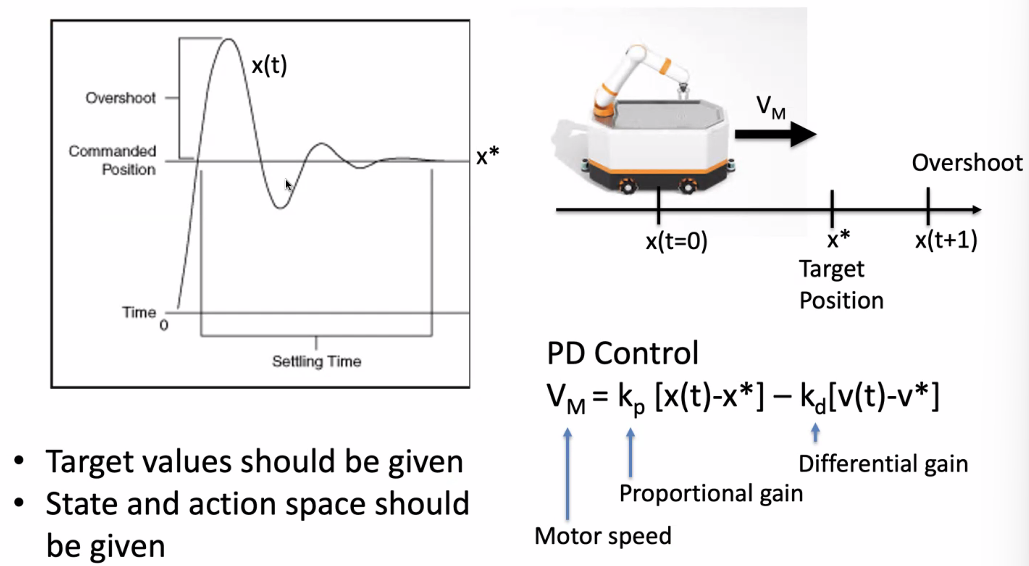 x(t)
Overshoot
Commanded
Position
x*
Time
0
Settling Time
V_M
Overshoot
x(t=0)
x*
x(t+1)
Target
Position
PD Control
V_M = k_p [x(t)-x*] – k_d[v(t)-v*]
Differential gain
Proportional gain
Motor speed
• Target values should be given
• State and action space should
be given